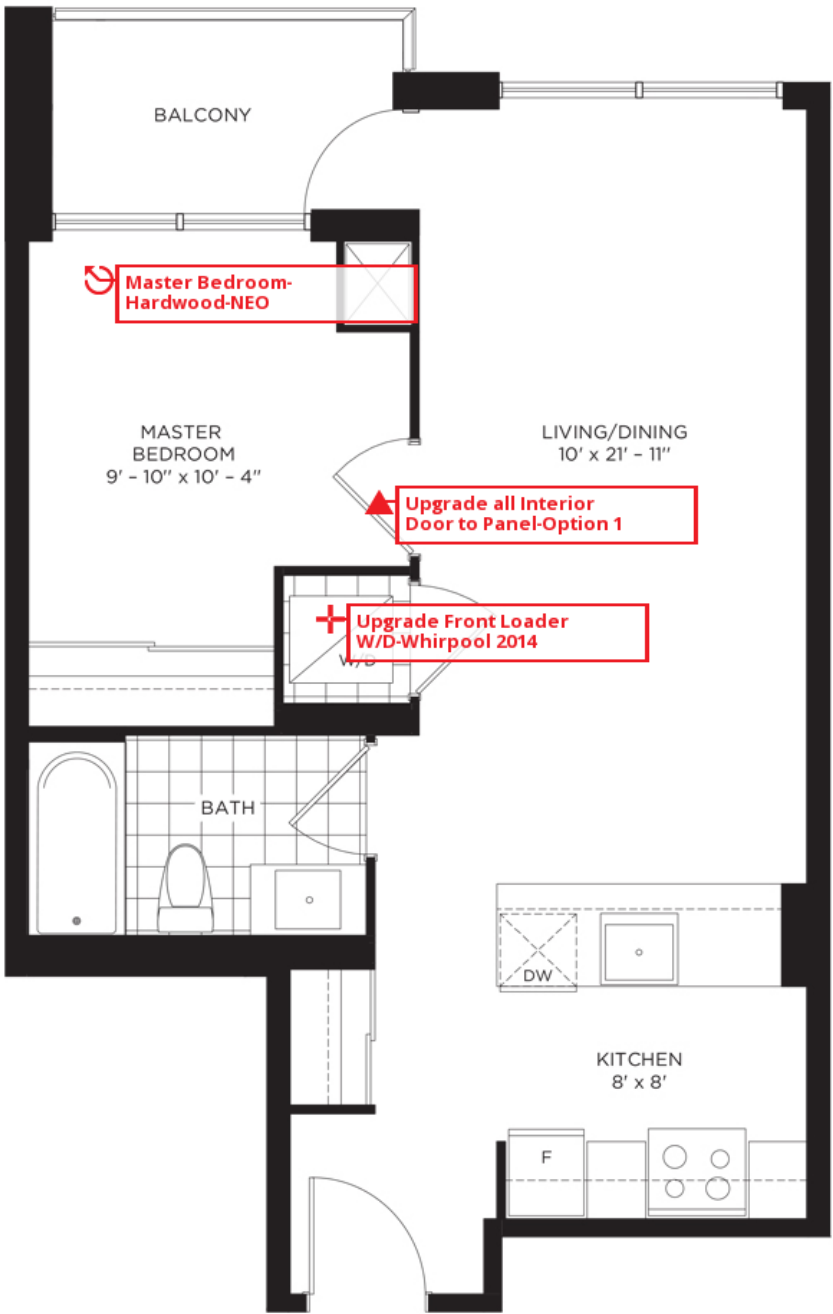 BALCONY
Master Bedroom-
Hardwood-NEO
MASTER
BEDROOM
9' - 10" x 10' - 4"
LIVING/DINING
10' x 21' - 11"
Upgrade all Interior
Door to Panel-Option 1
Upgrade Front Loader
W/D-Whirpool 2014
W/D
BATH
DW
KITCHEN
8' x 8'
F